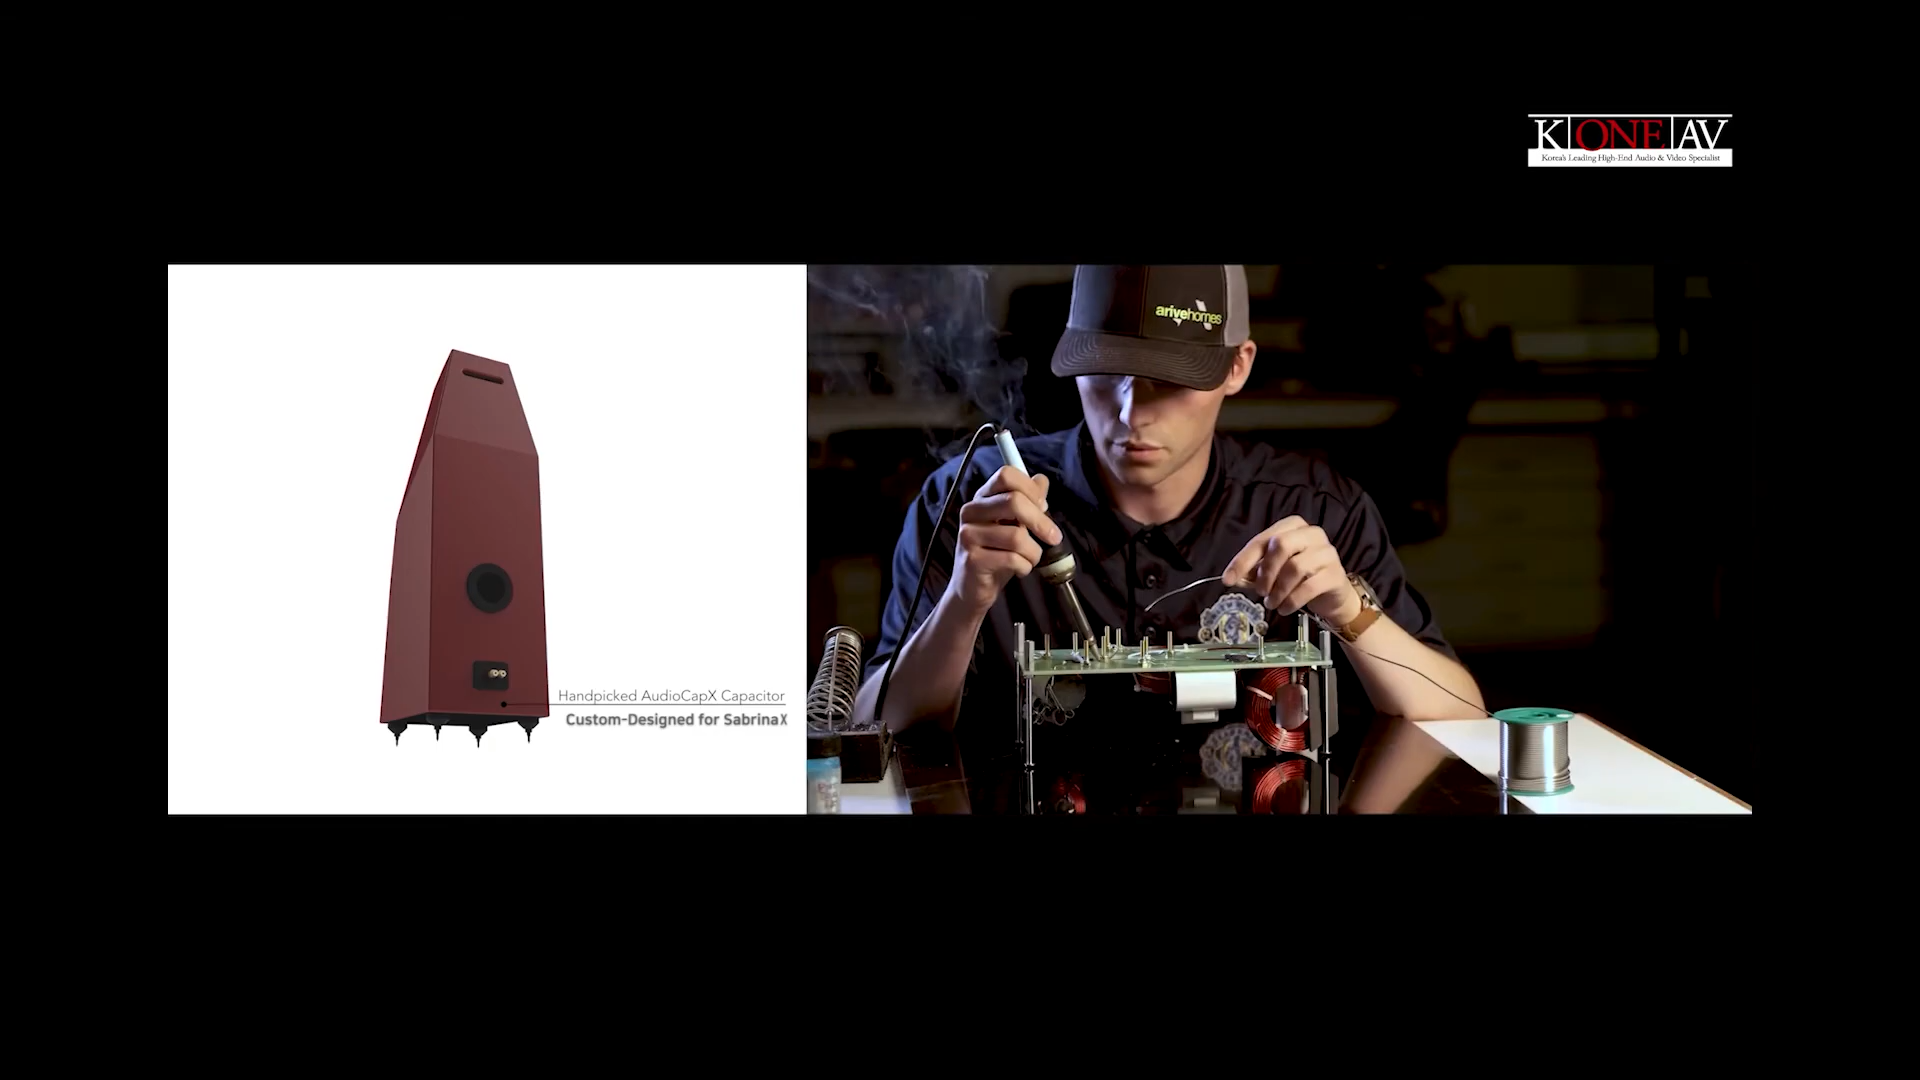 K ONE AV
Korea's Leading High-End Audio & Video Specialist
arivehomes
Handpicked AudioCapX Capacitor
Custom-Designed for SabrinaX